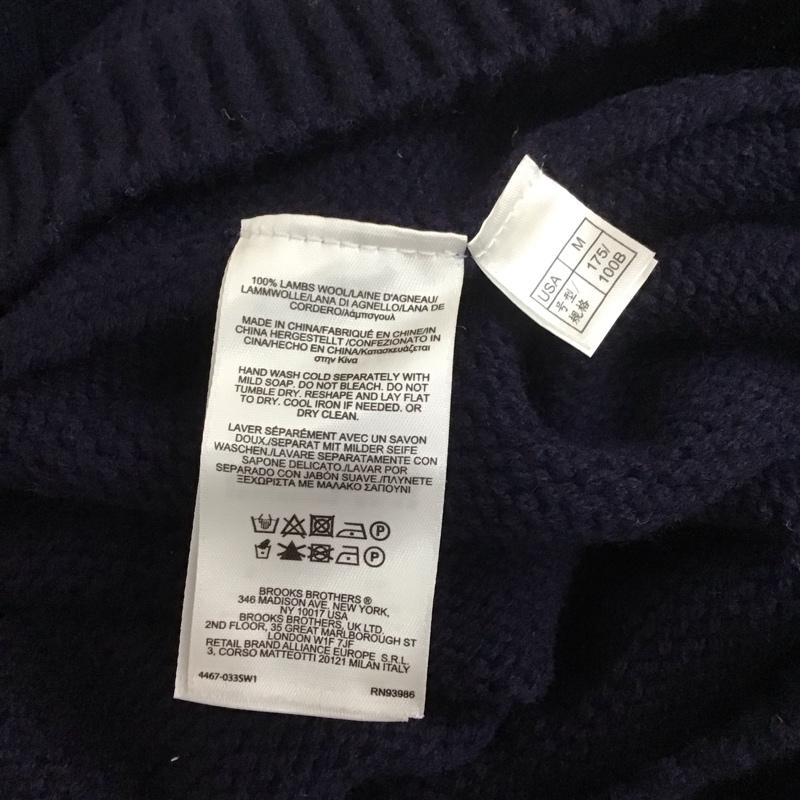 100% LAMBS WOOL/LAINE D'AGNEAU/
LAMMWOLLE/LANA DI AGNELLO/LANA DE
CORDERO/λάμπσγουλ
MADE IN CHINA/FABRIQUÉ EN CHINE/IN
CHINA HERGESTELLT /CONFEZIONATO IN
CINA/HECHO EN CHINA/Κατασκευάζεται
στην Κίνα
HAND WASH COLD SEPARATELY WITH
MILD SOAP. DO NOT BLEACH. DO NOT
TUMBLE DRY. RESHAPE AND LAY FLAT
TO DRY. COOL IRON IF NEEDED. OR
DRY CLEAN.
LAVER SÉPARÉMENT AVEC UN SAVON
DOUX./SEPARAT MIT MILDER SEIFE
WASCHEN./LAVARE SEPARATAMENTE CON
SAPONE DELICATO./LAVAR POR
SEPARADO CON JABÓN SUAVE./ΠΛΥΝΕΤΕ
ΞΕΧΩΡΙΣΤΑ ΜΕ ΜΑΛΑΚΟ ΣΑΠΟΥΝΙ
P
P
BROOKS BROTHERS ®
346 MADISON AVE, NEW YORK,
NY 10017 USA
BROOKS BROTHERS, UK LTD.
2ND FLOOR, 35 GREAT MARLBOROUGH ST
LONDON W1F 7JF
RETAIL BRAND ALLIANCE EUROPE S.R.L.
3, CORSO MATTEOTTI 20121 MILAN ITALY
4467-033SW1
RN93986
USA M
号型/ 175/
规格 100B